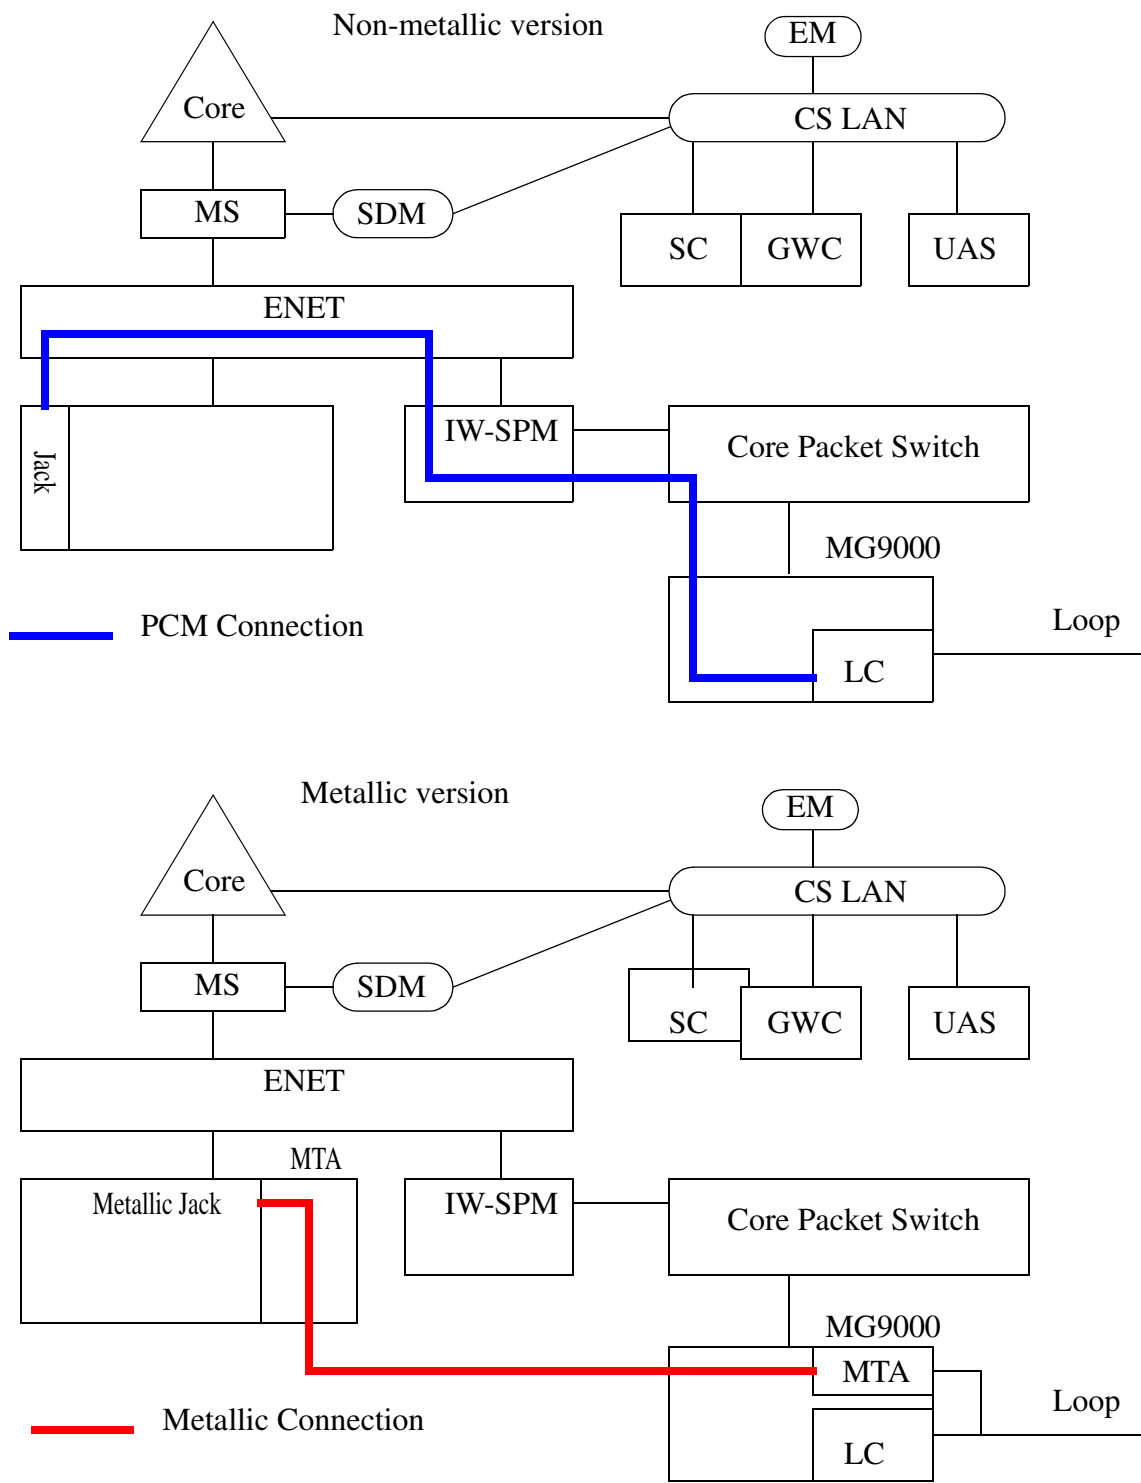 Non-metallic version
EM
Core
CS LAN
MS
SDM
SC
GWC
UAS
ENET
Jack
IW-SPM
Core Packet Switch
MG9000
PCM Connection
Loop
LC
Metallic version
EM
Core
CS LAN
MS
SDM
SC
GWC
UAS
ENET
MTA
Metallic Jack
IW-SPM
Core Packet Switch
MG9000
MTA
Metallic Connection
Loop
LC